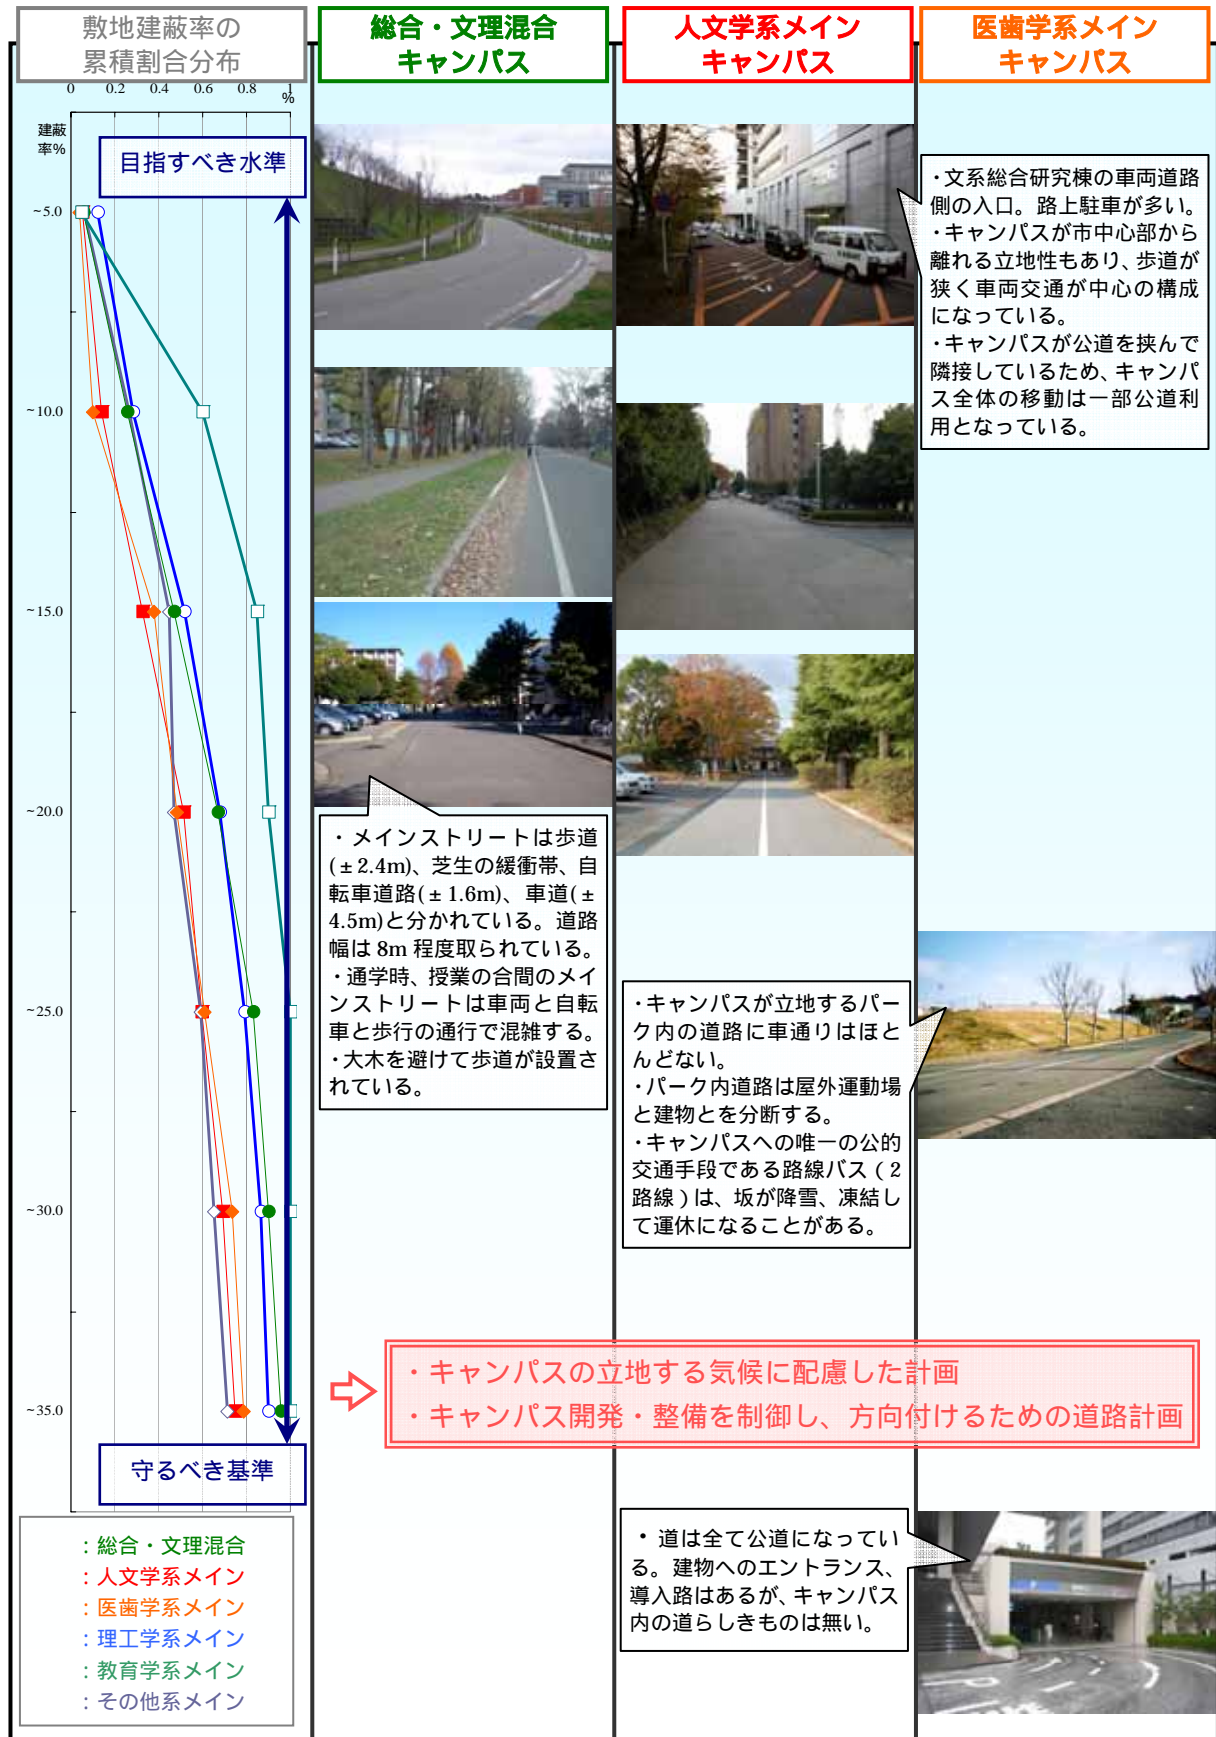 敷地建蔽率の
累積割合分布
総合・文理混合
キャンパス
人文学系メイン
キャンパス
医歯学系メイン
キャンパス
0 0.2 0.4 0.6 0.8 1
%
建蔽
率%
目指すべき水準
~5.0
~10.0
~15.0
~20.0
~25.0
~30.0
~35.0
守るべき基準
：総合・文理混合
：人文学系メイン
：医歯学系メイン
：理工学系メイン
：教育学系メイン
：その他系メイン
・メインストリートは歩道
(±2.4m)、芝生の緩衝帯、自
転車道路(±1.6m)、車道(±
4.5m)と分かれている。道路
幅は 8m 程度取られている。
・通学時、授業の合間のメイ
ンストリートは車両と自転
車と歩行の通行で混雑する。
・大木を避けて歩道が設置さ
れている。
・文系総合研究棟の車両道路
側の入口。路上駐車が多い。
・キャンパスが市中心部から
離れる立地性もあり、歩道が
狭く車両交通が中心の構成
になっている。
・キャンパスが公道を挟んで
隣接しているため、キャンパ
ス全体の移動は一部公道利
用となっている。
・キャンパスが立地するパー
ク内の道路に車通りはほと
んどない。
・パーク内道路は屋外運動場
と建物とを分断する。
・キャンパスへの唯一の公的
交通手段である路線バス（2
路線）は、坂が降雪、凍結し
て運休になることがある。
・キャンパスの立地する気候に配慮した計画
・キャンパス開発・整備を制御し、方向付けるための道路計画
・道は全て公道になってい
る。建物へのエントランス、
導入路はあるが、キャンパス
内の道らしきものは無い。